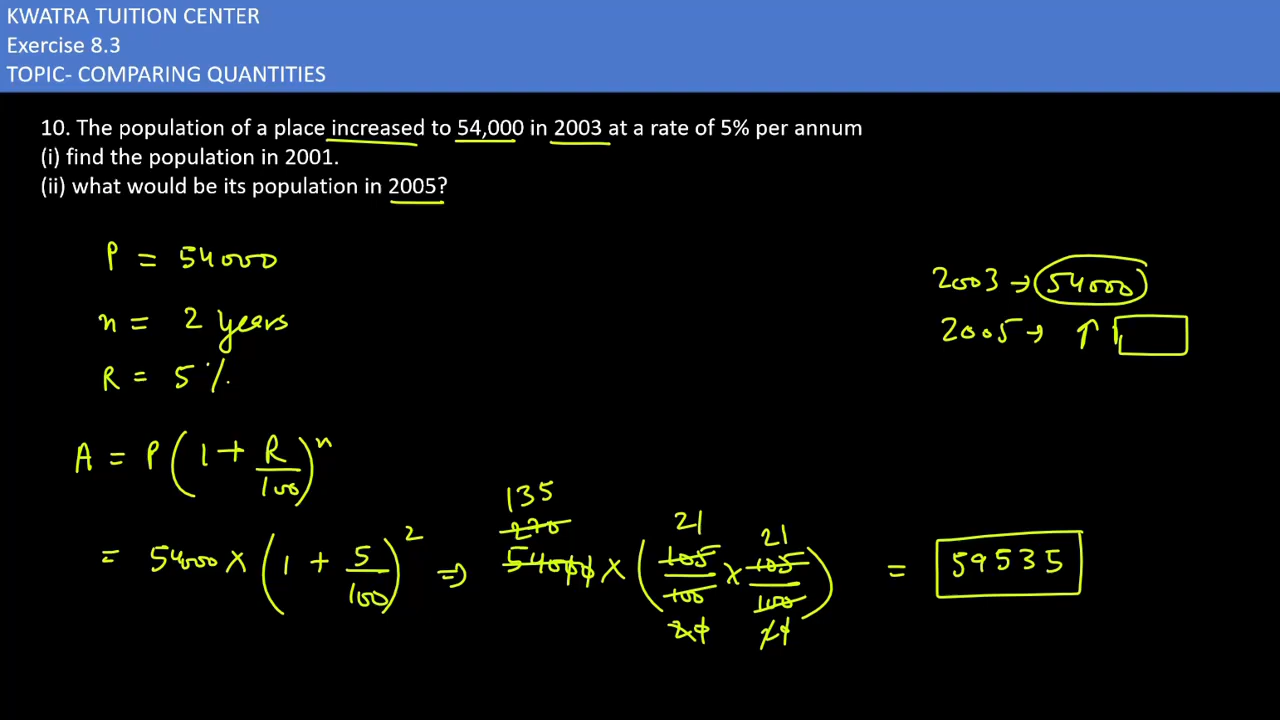 KWATRA TUITION CENTER
Exercise 8.3
TOPIC- COMPARING QUANTITIES
10. The population of a place increased to 54,000 in 2003 at a rate of 5% per annum
(i) find the population in 2001.
(ii) what would be its population in 2005?
P = 54000
n = 2 years
R = 5%
2003 → 54000
2005 → ↑
A = P(1 + R/100)^n
135
270
21 21
= 54000 × (1 + 5/100)^2 ⇒ 54000 × (105/100 × 105/100) = 59535
20 20